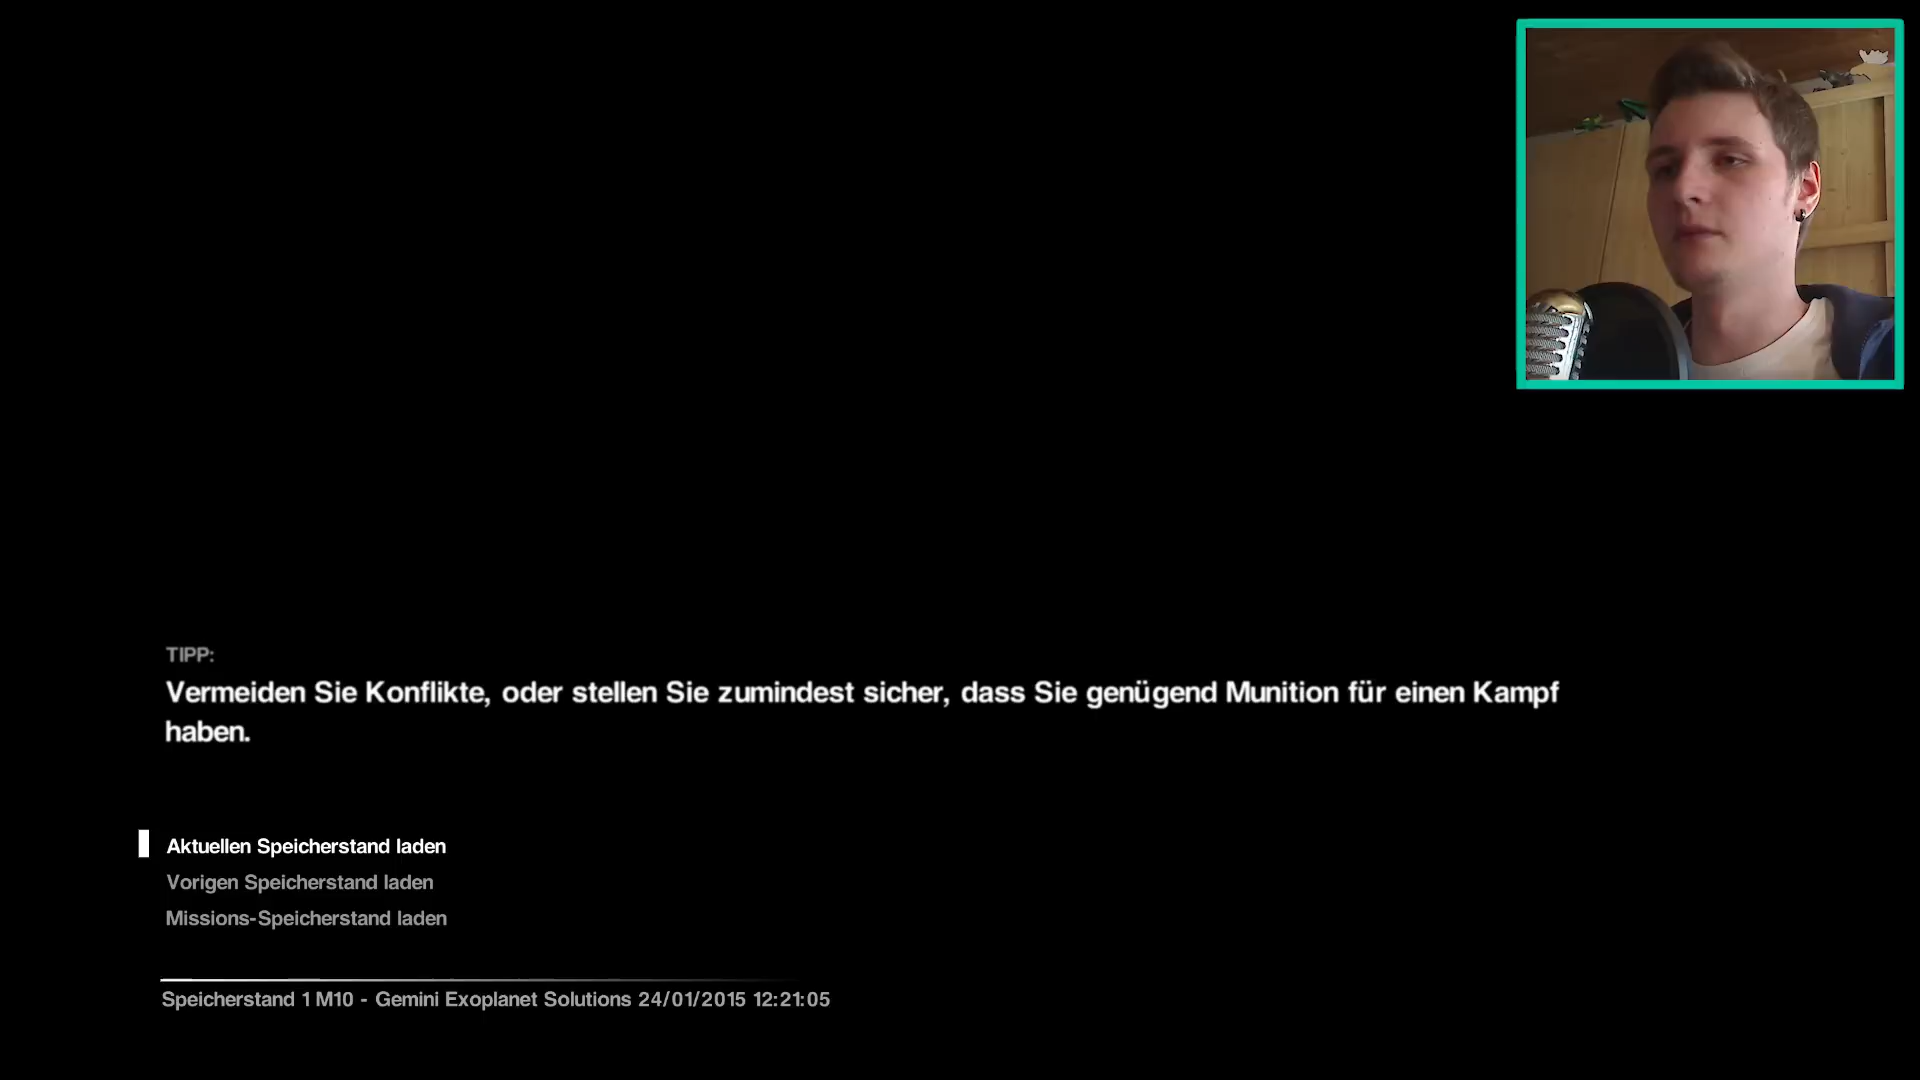 TIPP:
Vermeiden Sie Konflikte, oder stellen Sie zumindest sicher, dass Sie genügend Munition für einen Kampf
haben.
Aktuellen Speicherstand laden
Vorigen Speicherstand laden
Missions-Speicherstand laden
Speicherstand 1 M10 - Gemini Exoplanet Solutions 24/01/2015 12:21:05